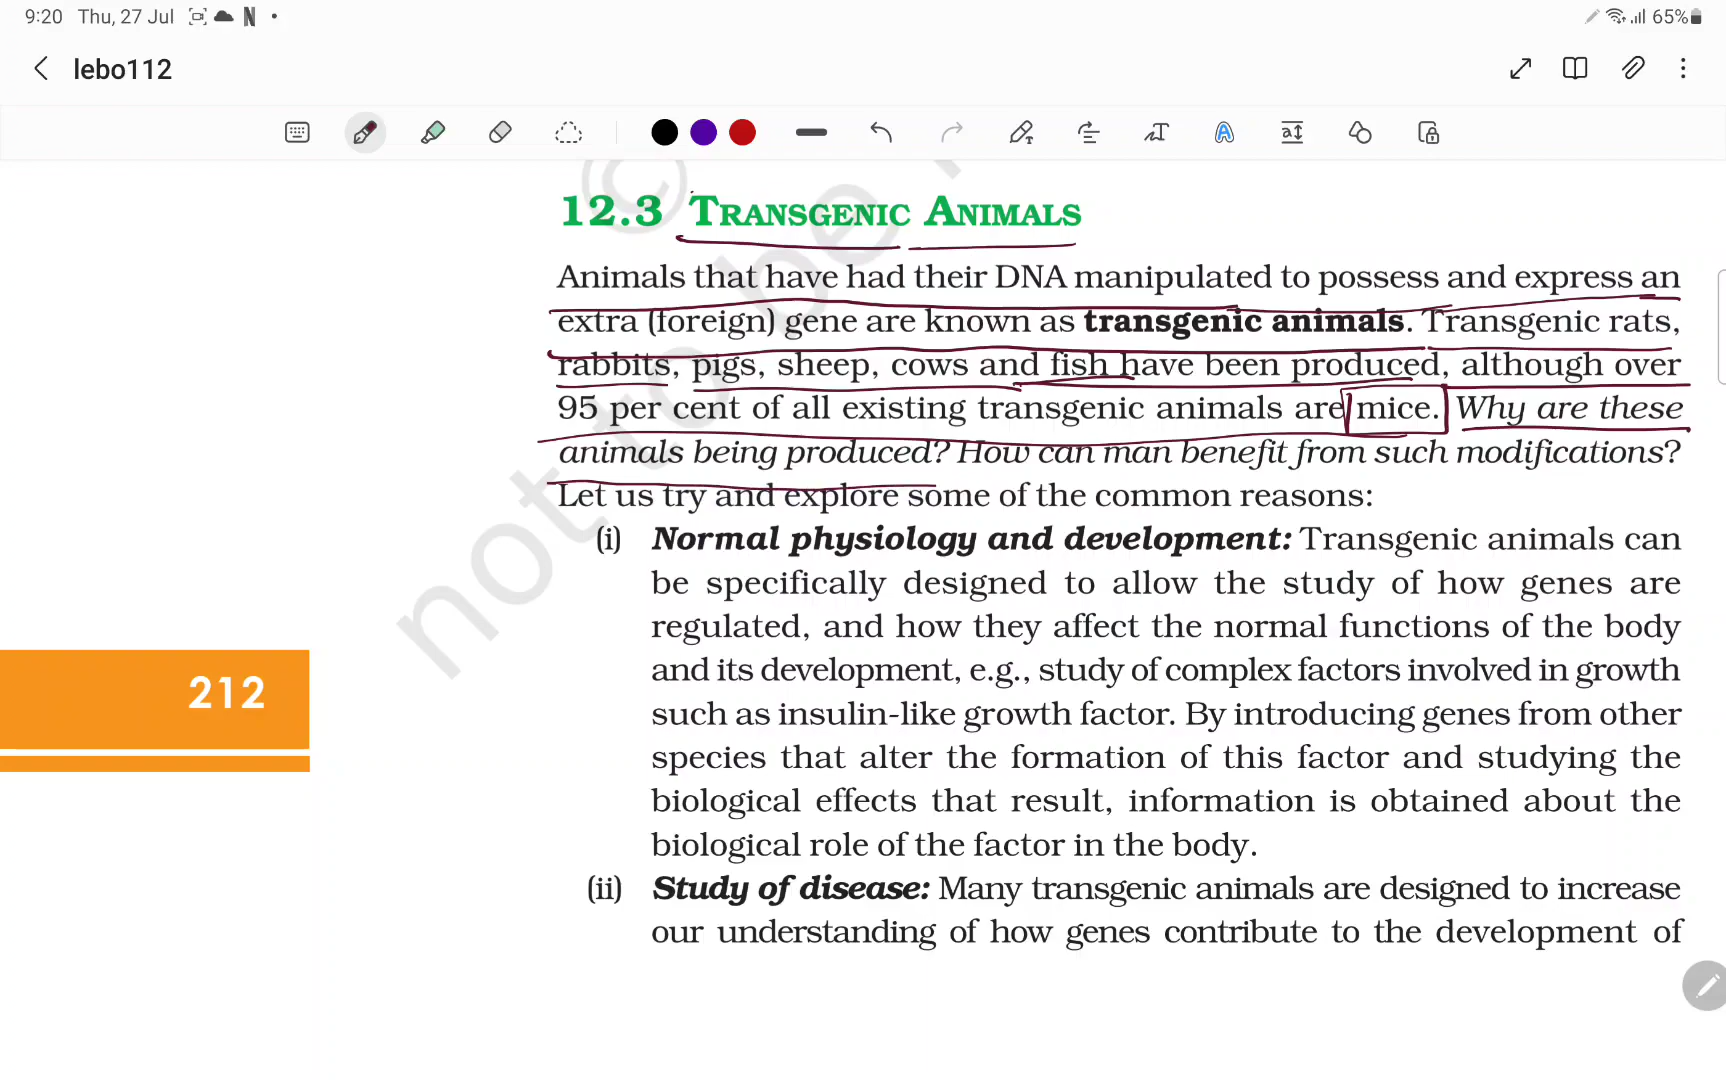 9:20 Thu, 27 Jul N • 65%
lebo112
12.3 TRANSGENIC ANIMALS
Animals that have had their DNA manipulated to possess and express an
extra (foreign) gene are known as transgenic animals. Transgenic rats,
rabbits, pigs, sheep, cows and fish have been produced, although over
95 per cent of all existing transgenic animals are mice. Why are these
animals being produced? How can man benefit from such modifications?
Let us try and explore some of the common reasons:
(i) Normal physiology and development: Transgenic animals can
be specifically designed to allow the study of how genes are
regulated, and how they affect the normal functions of the body
and its development, e.g., study of complex factors involved in growth
such as insulin-like growth factor. By introducing genes from other
species that alter the formation of this factor and studying the
biological effects that result, information is obtained about the
biological role of the factor in the body.
(ii) Study of disease: Many transgenic animals are designed to increase
our understanding of how genes contribute to the development of
212
©
not to be